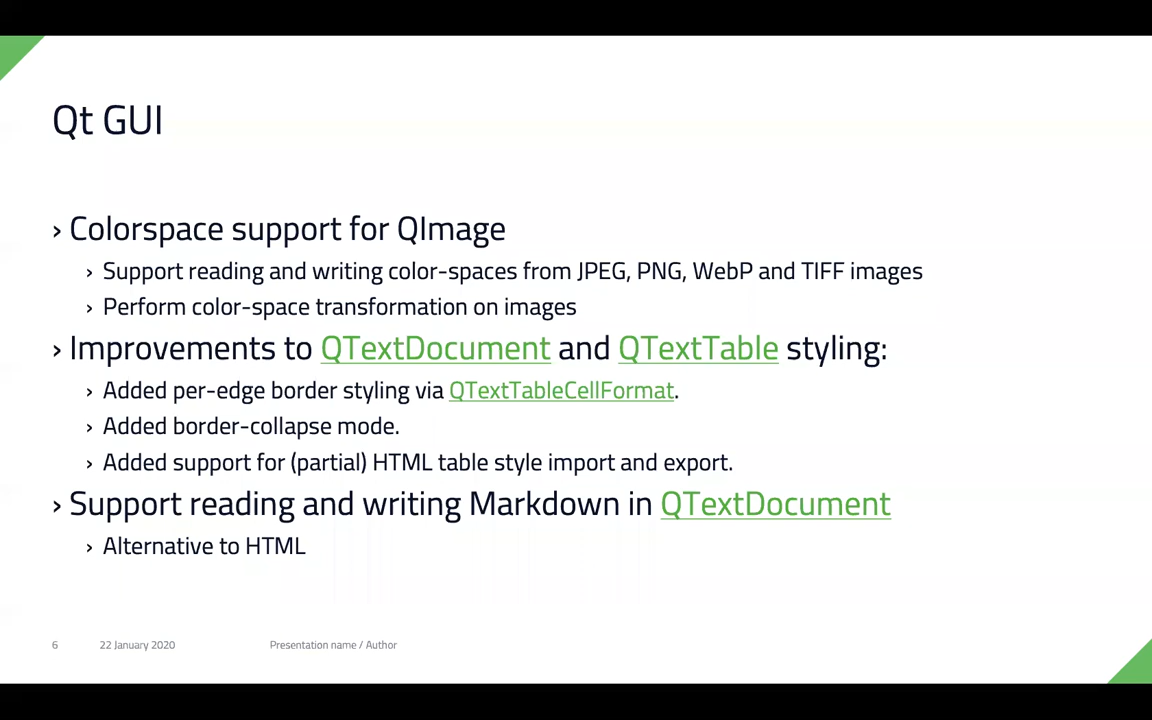 Qt GUI
› Colorspace support for QImage
› Support reading and writing color-spaces from JPEG, PNG, WebP and TIFF images
› Perform color-space transformation on images
› Improvements to QTextDocument and QTextTable styling:
› Added per-edge border styling via QTextTableCellFormat.
› Added border-collapse mode.
› Added support for (partial) HTML table style import and export.
› Support reading and writing Markdown in QTextDocument
› Alternative to HTML
6 22 January 2020 Presentation name / Author